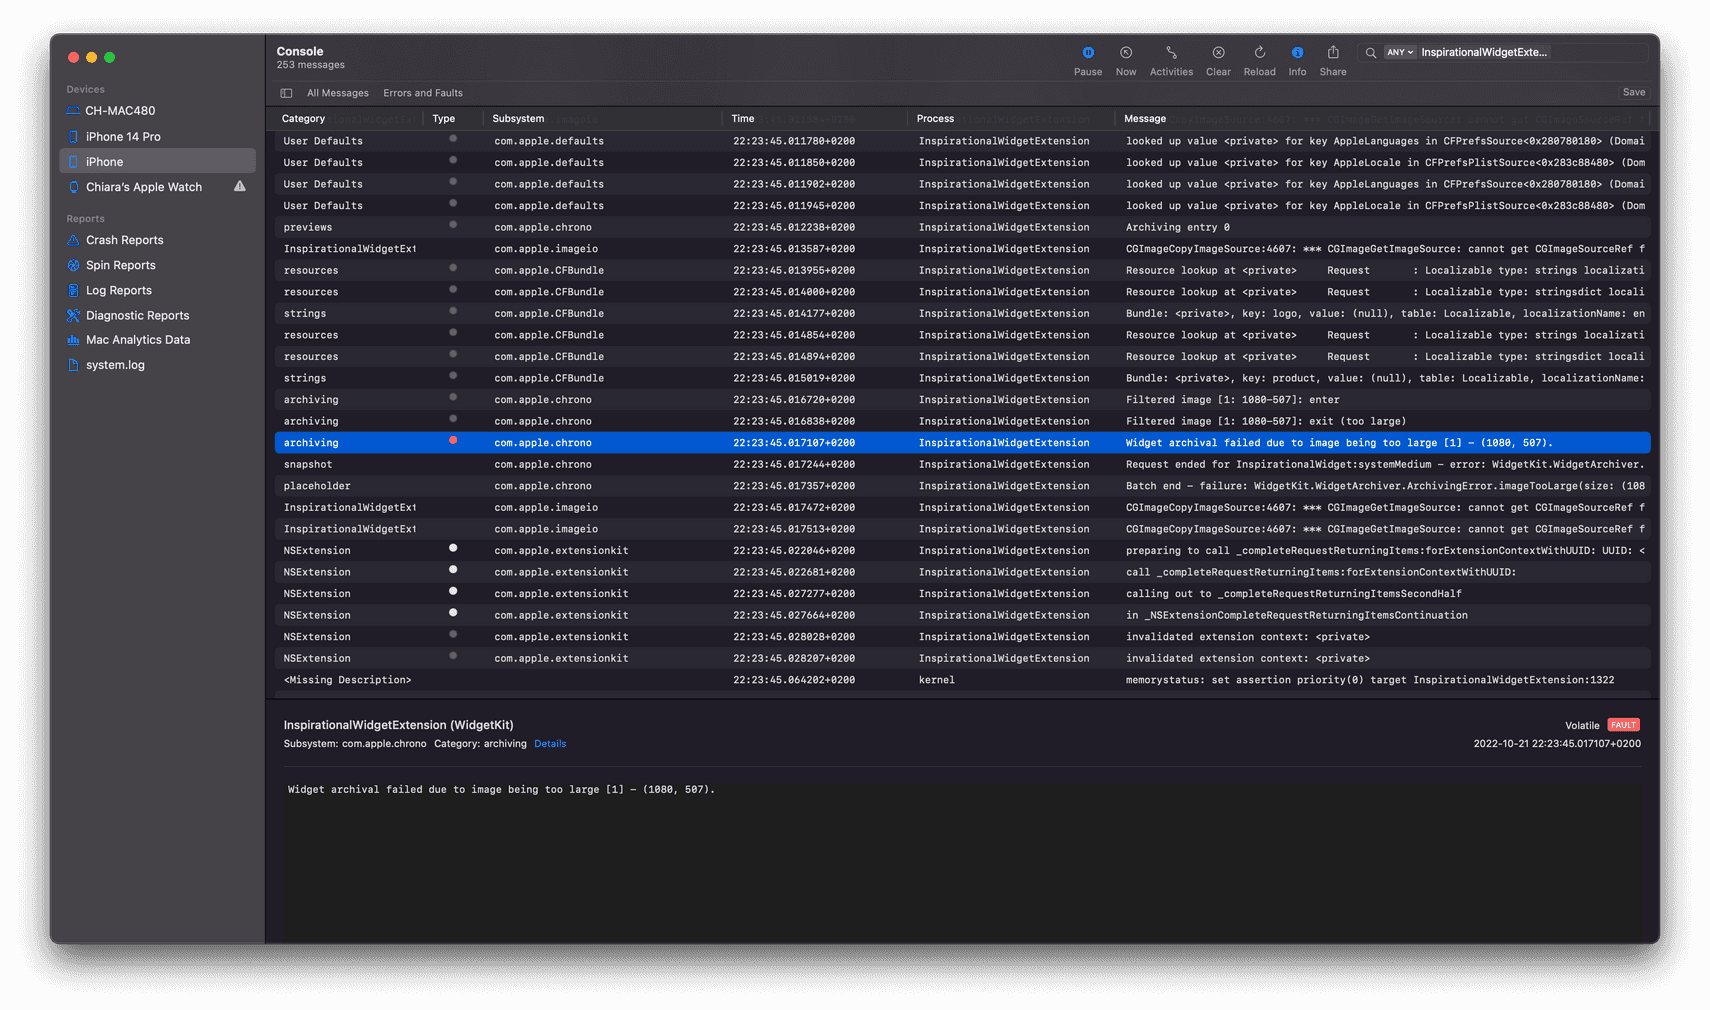 Console
253 messages
Pause Now Activities Clear Reload Info Share
ANY InspirationalWidgetExte...
Devices
CH-MAC480
iPhone 14 Pro
iPhone
Chiara's Apple Watch
Reports
Crash Reports
Spin Reports
Log Reports
Diagnostic Reports
Mac Analytics Data
system.log
All Messages Errors and Faults Save
Category Type Subsystem Time Process Message
User Defaults com.apple.defaults 22:23:45.011780+0200 InspirationalWidgetExtension looked up value <private> for key AppleLanguages in CFPrefsSource<0x280780180> (Domai
User Defaults com.apple.defaults 22:23:45.011850+0200 InspirationalWidgetExtension looked up value <private> for key AppleLocale in CFPrefsPlistSource<0x283c88480> (Dom
User Defaults com.apple.defaults 22:23:45.011902+0200 InspirationalWidgetExtension looked up value <private> for key AppleLanguages in CFPrefsSource<0x280780180> (Domai
User Defaults com.apple.defaults 22:23:45.011945+0200 InspirationalWidgetExtension looked up value <private> for key AppleLocale in CFPrefsPlistSource<0x283c88480> (Dom
previews com.apple.chrono 22:23:45.012238+0200 InspirationalWidgetExtension Archiving entry 0
InspirationalWidgetExt com.apple.imageio 22:23:45.013587+0200 InspirationalWidgetExtension CGImageCopyImageSource:4607: *** CGImageGetImageSource: cannot get CGImageSourceRef f
resources com.apple.CFBundle 22:23:45.013955+0200 InspirationalWidgetExtension Resource lookup at <private> Request : Localizable type: strings localizati
resources com.apple.CFBundle 22:23:45.014000+0200 InspirationalWidgetExtension Resource lookup at <private> Request : Localizable type: stringsdict locali
strings com.apple.CFBundle 22:23:45.014177+0200 InspirationalWidgetExtension Bundle: <private>, key: logo, value: (null), table: Localizable, localizationName: en
resources com.apple.CFBundle 22:23:45.014854+0200 InspirationalWidgetExtension Resource lookup at <private> Request : Localizable type: strings localizati
resources com.apple.CFBundle 22:23:45.014894+0200 InspirationalWidgetExtension Resource lookup at <private> Request : Localizable type: stringsdict locali
strings com.apple.CFBundle 22:23:45.015019+0200 InspirationalWidgetExtension Bundle: <private>, key: product, value: (null), table: Localizable, localizationName:
archiving com.apple.chrono 22:23:45.016720+0200 InspirationalWidgetExtension Filtered image [1: 1080-507]: enter
archiving com.apple.chrono 22:23:45.016838+0200 InspirationalWidgetExtension Filtered image [1: 1080-507]: exit (too large)
archiving com.apple.chrono 22:23:45.017107+0200 InspirationalWidgetExtension Widget archival failed due to image being too large [1] - (1080, 507).
snapshot com.apple.chrono 22:23:45.017244+0200 InspirationalWidgetExtension Request ended for InspirationalWidget:systemMedium - error: WidgetKit.WidgetArchiver.
placeholder com.apple.chrono 22:23:45.017357+0200 InspirationalWidgetExtension Batch end - failure: WidgetKit.WidgetArchiver.ArchivingError.imageTooLarge(size: (108
InspirationalWidgetExt com.apple.imageio 22:23:45.017472+0200 InspirationalWidgetExtension CGImageCopyImageSource:4607: *** CGImageGetImageSource: cannot get CGImageSourceRef f
InspirationalWidgetExt com.apple.imageio 22:23:45.017513+0200 InspirationalWidgetExtension CGImageCopyImageSource:4607: *** CGImageGetImageSource: cannot get CGImageSourceRef f
NSExtension com.apple.extensionkit 22:23:45.022046+0200 InspirationalWidgetExtension preparing to call _completeRequestReturningItems:forExtensionContextWithUUID: UUID: <
NSExtension com.apple.extensionkit 22:23:45.022681+0200 InspirationalWidgetExtension call _completeRequestReturningItems:forExtensionContextWithUUID:
NSExtension com.apple.extensionkit 22:23:45.027277+0200 InspirationalWidgetExtension calling out to _completeRequestReturningItemsSecondHalf
NSExtension com.apple.extensionkit 22:23:45.027664+0200 InspirationalWidgetExtension in _NSExtensionCompleteRequestReturningItemsContinuation
NSExtension com.apple.extensionkit 22:23:45.028028+0200 InspirationalWidgetExtension invalidated extension context: <private>
NSExtension com.apple.extensionkit 22:23:45.028207+0200 InspirationalWidgetExtension invalidated extension context: <private>
<Missing Description> 22:23:45.064202+0200 kernel memorystatus: set assertion priority(0) target InspirationalWidgetExtension:1322
InspirationalWidgetExtension (WidgetKit) Volatile FAULT
Subsystem: com.apple.chrono Category: archiving Details 2022-10-21 22:23:45.017107+0200
Widget archival failed due to image being too large [1] - (1080, 507).